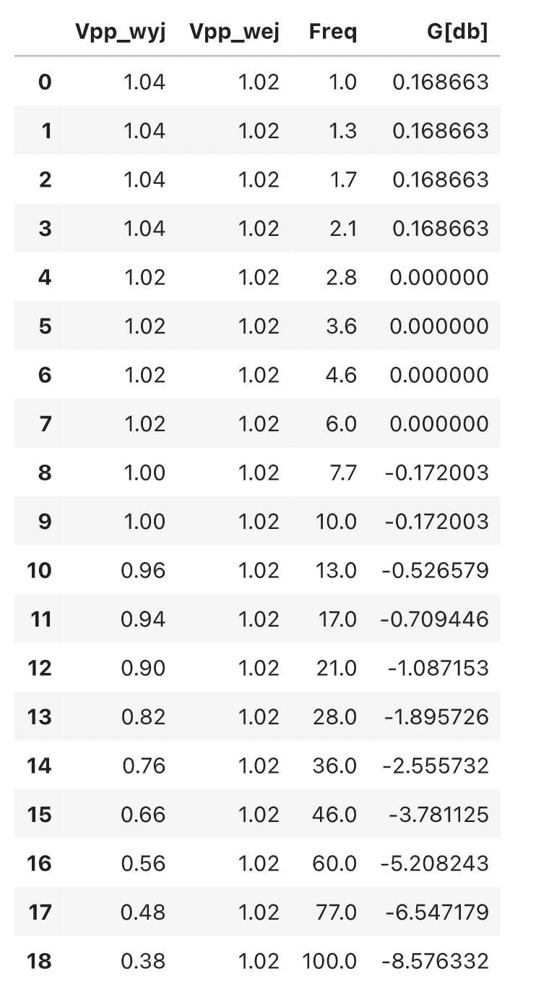 Vpp_wyj Vpp_wej Freq G[db]
0 1.04 1.02 1.0 0.168663
1 1.04 1.02 1.3 0.168663
2 1.04 1.02 1.7 0.168663
3 1.04 1.02 2.1 0.168663
4 1.02 1.02 2.8 0.000000
5 1.02 1.02 3.6 0.000000
6 1.02 1.02 4.6 0.000000
7 1.02 1.02 6.0 0.000000
8 1.00 1.02 7.7 -0.172003
9 1.00 1.02 10.0 -0.172003
10 0.96 1.02 13.0 -0.526579
11 0.94 1.02 17.0 -0.709446
12 0.90 1.02 21.0 -1.087153
13 0.82 1.02 28.0 -1.895726
14 0.76 1.02 36.0 -2.555732
15 0.66 1.02 46.0 -3.781125
16 0.56 1.02 60.0 -5.208243
17 0.48 1.02 77.0 -6.547179
18 0.38 1.02 100.0 -8.576332